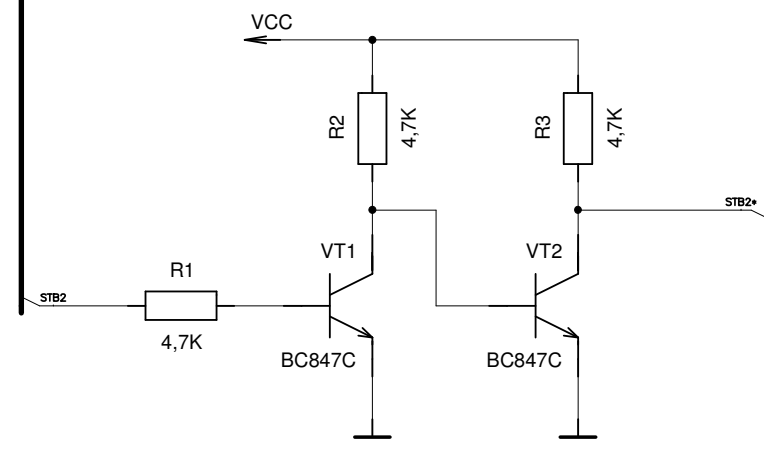 VCC
R2
4,7K
R3
4,7K
STB2*
VT1
VT2
R1
STB2
4,7K
BC847C
BC847C